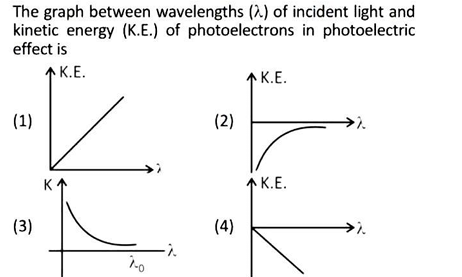 The graph between wavelengths (λ) of incident light and
kinetic energy (K.E.) of photoelectrons in photoelectric
effect is
K.E.
K.E.
(1)
λ
(2)
λ
K
K.E.
(3)
λ
λ₀
(4)
λ